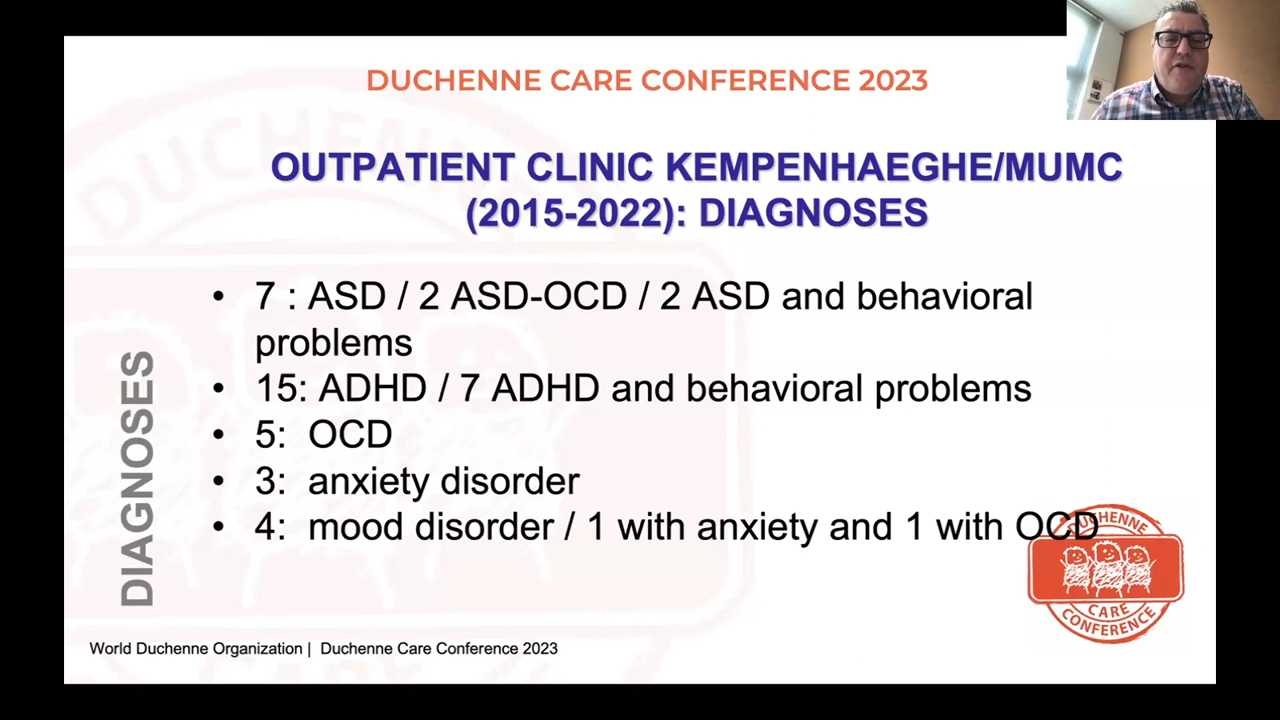 DUCHENNE CARE CONFERENCE 2023
OUTPATIENT CLINIC KEMPENHAEGHE/MUMC
(2015-2022): DIAGNOSES
• 7 : ASD / 2 ASD-OCD / 2 ASD and behavioral
problems
• 15: ADHD / 7 ADHD and behavioral problems
• 5: OCD
• 3: anxiety disorder
• 4: mood disorder / 1 with anxiety and 1 with OCD
DIAGNOSES
DUCHENNE
CARE
CONFERENCE
World Duchenne Organization | Duchenne Care Conference 2023